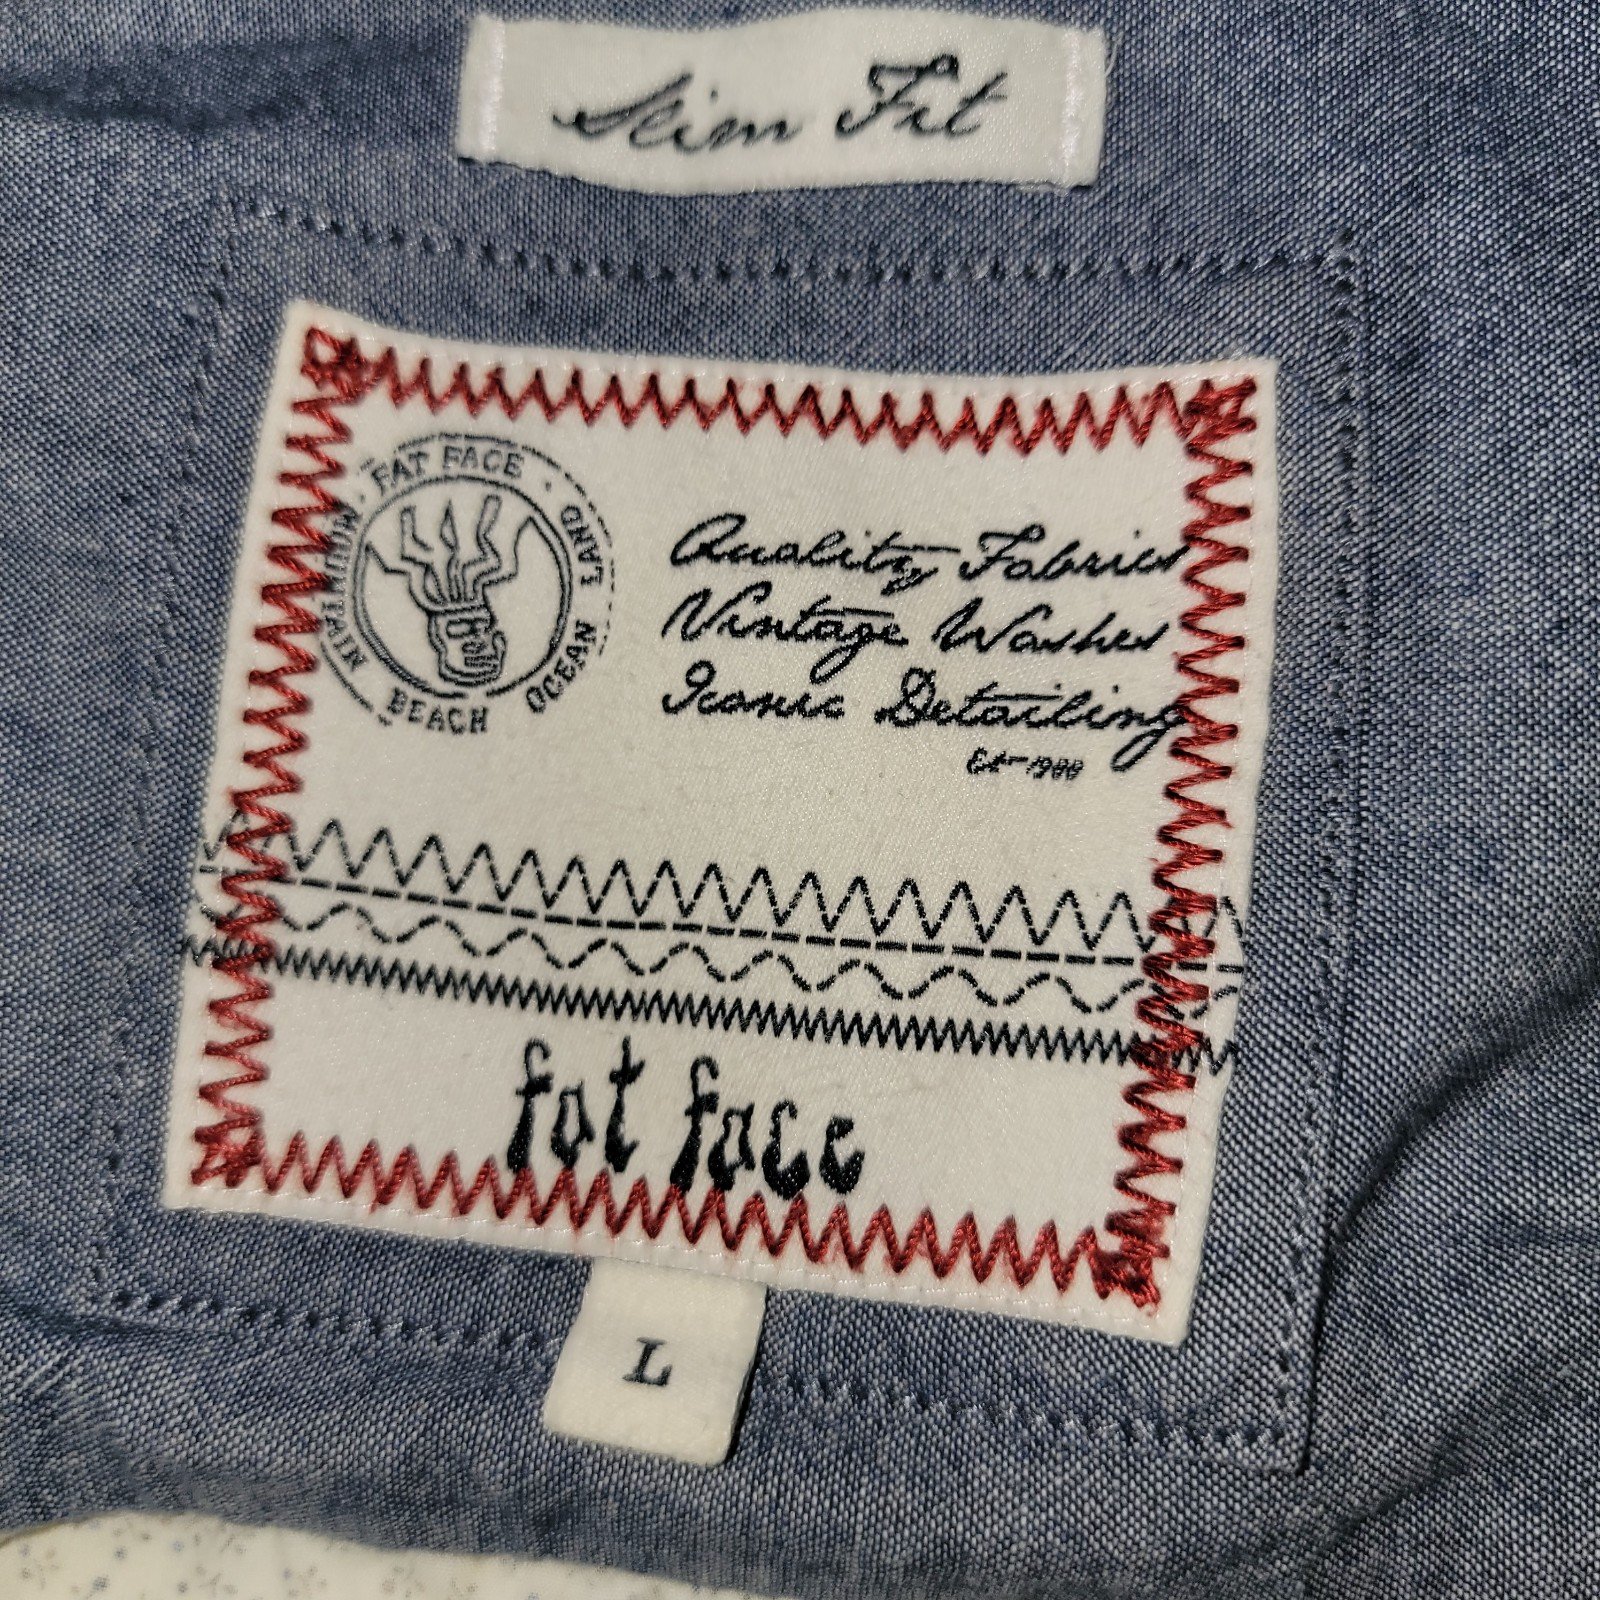 Slim Fit
FAT FACE · LAND
OCEAN
BEACH
MOUNTAIN ·
Quality Fabrics
Vintage Washes
Iconic Detailing
Est 1988
fat face
L